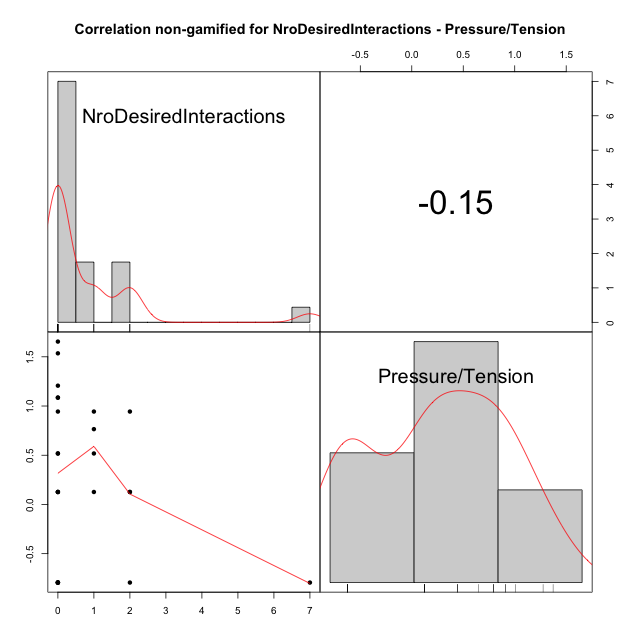 Correlation non-gamified for NroDesiredInteractions - Pressure/Tension
-0.5 0.0 0.5 1.0 1.5
NroDesiredInteractions
-0.15
0 1 2 3 4 5 6 7
Pressure/Tension
-0.5 0.0 0.5 1.0 1.5
0 1 2 3 4 5 6 7